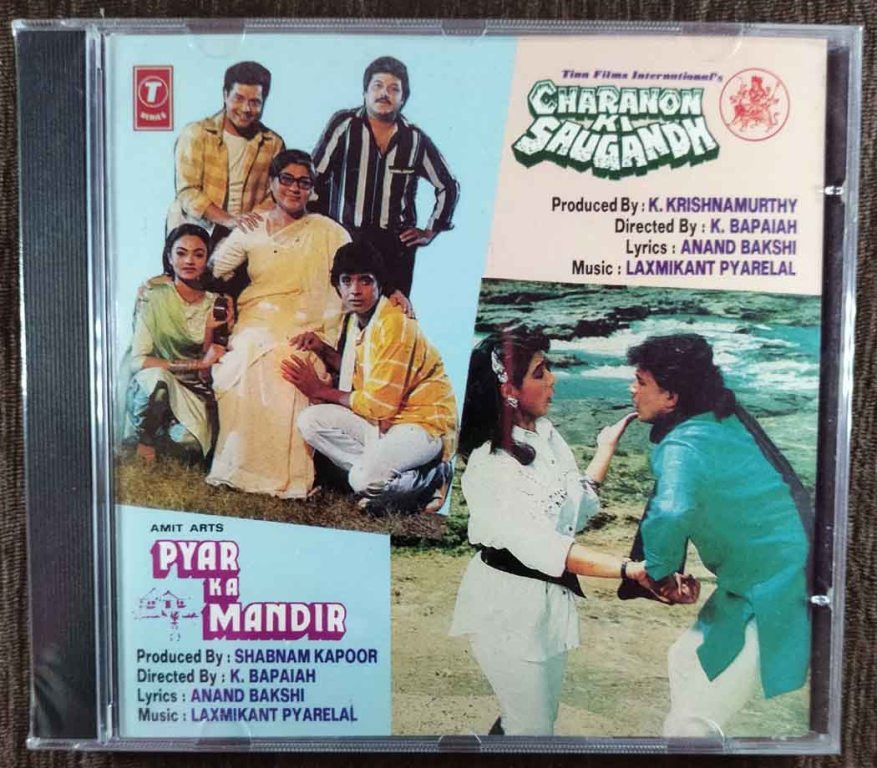 T
SERIES
Tina Films International's
CHARANON
KI
SAUGANDH
Produced By : K. KRISHNAMURTHY
Directed By : K. BAPAIAH
Lyrics : ANAND BAKSHI
Music : LAXMIKANT PYARELAL
AMIT ARTS
PYAR
KA
MANDIR
Produced By : SHABNAM KAPOOR
Directed By : K. BAPAIAH
Lyrics : ANAND BAKSHI
Music : LAXMIKANT PYARELAL